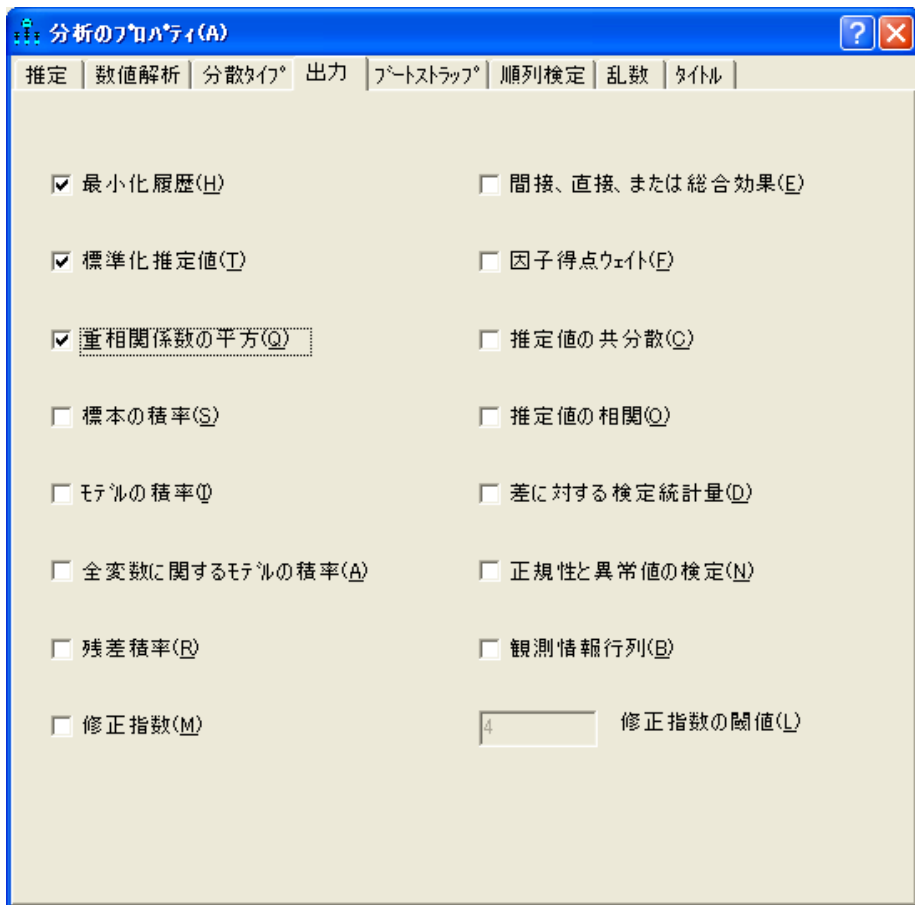 分析のﾌﾟﾛﾊﾟﾃｨ(A)
推定 数値解析 分散ﾀｲﾌﾟ 出力 ﾌﾞｰﾄｽﾄﾗｯﾌﾟ 順列検定 乱数 ﾀｲﾄﾙ
最小化履歴(H) 間接、直接、または総合効果(E)
標準化推定値(T) 因子得点ｳｪｲﾄ(F)
重相関係数の平方(Q) 推定値の共分散(C)
標本の積率(S) 推定値の相関(O)
ﾓﾃﾞﾙの積率(I) 差に対する検定統計量(D)
全変数に関するﾓﾃﾞﾙの積率(A) 正規性と異常値の検定(N)
残差積率(R) 観測情報行列(B)
修正指数(M) 4 修正指数の閾値(L)